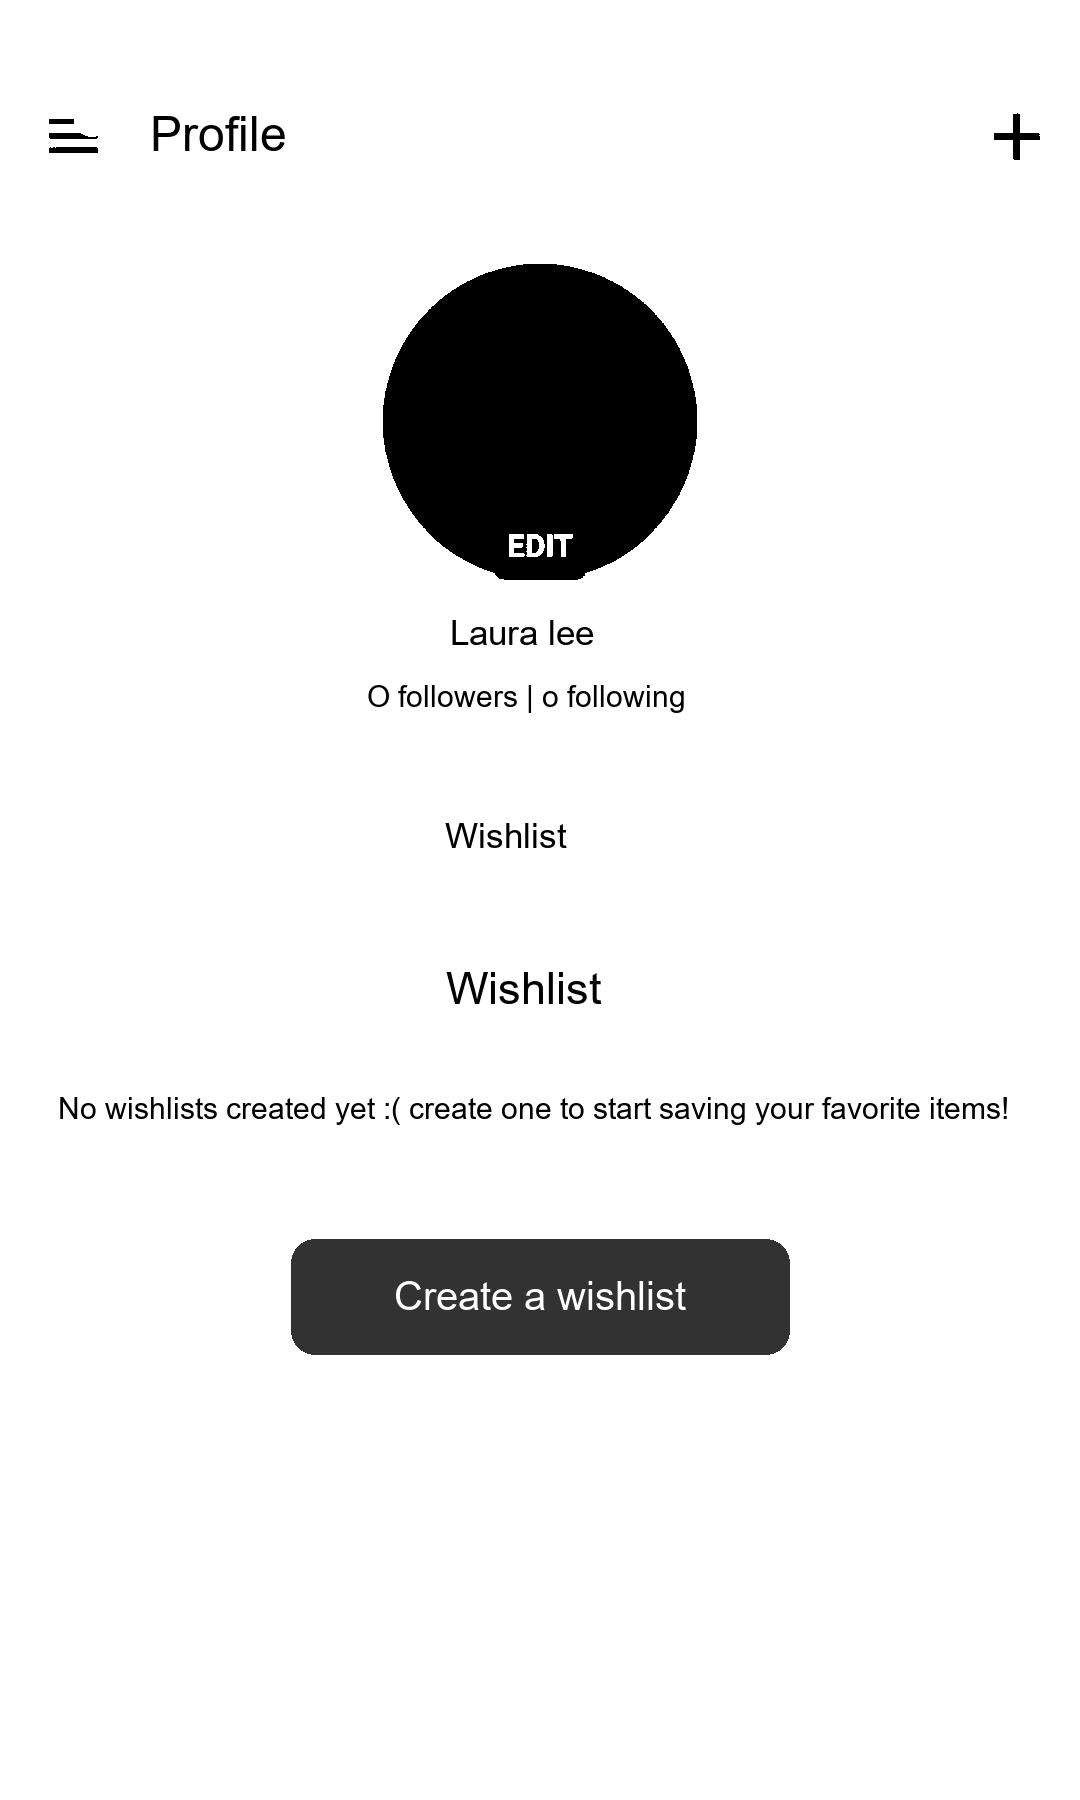 Profile
EDIT
Laura lee
O followers | o following
Wishlist
Wishlist
No wishlists created yet :( create one to start saving your favorite items!
Create a wishlist